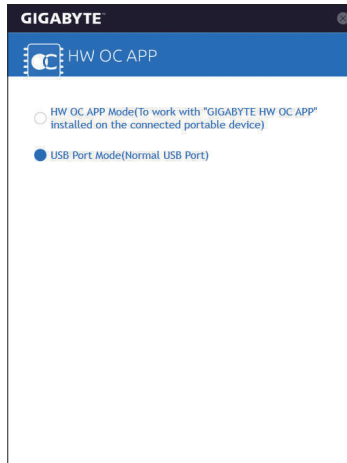 GIGABYTE™
HW OC APP
HW OC APP Mode(To work with "GIGABYTE HW OC APP"
installed on the connected portable device)
USB Port Mode(Normal USB Port)